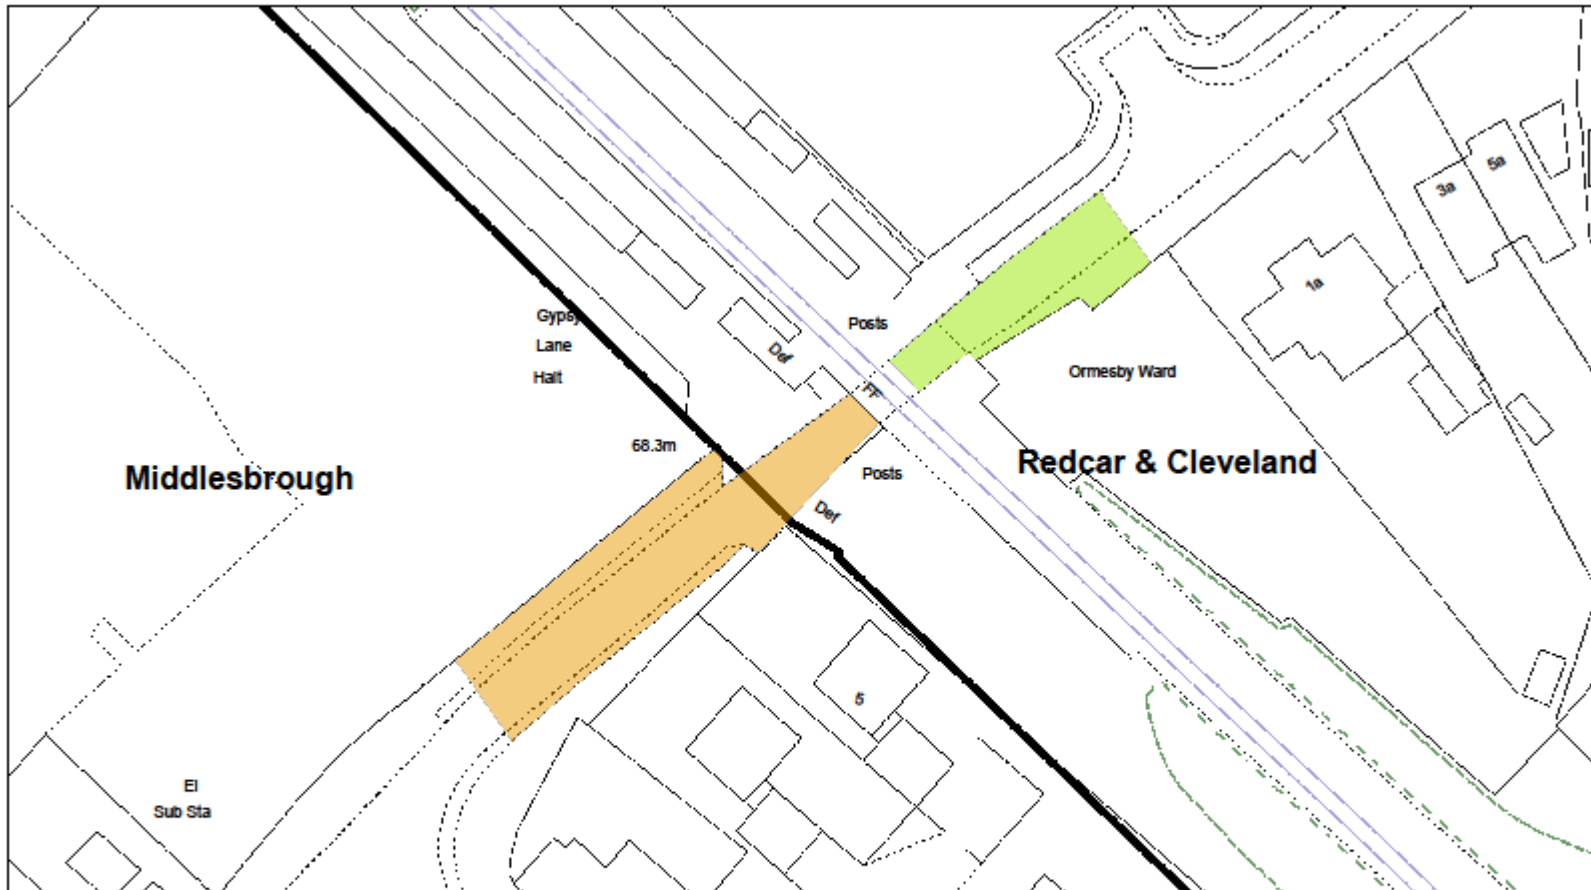 3a
5a
1a
Gypsy
Lane
Halt
Posts
Def
FF
Ormesby Ward
68.3m
Middlesbrough
Redcar & Cleveland
Posts
Def
5
El
Sub Sta